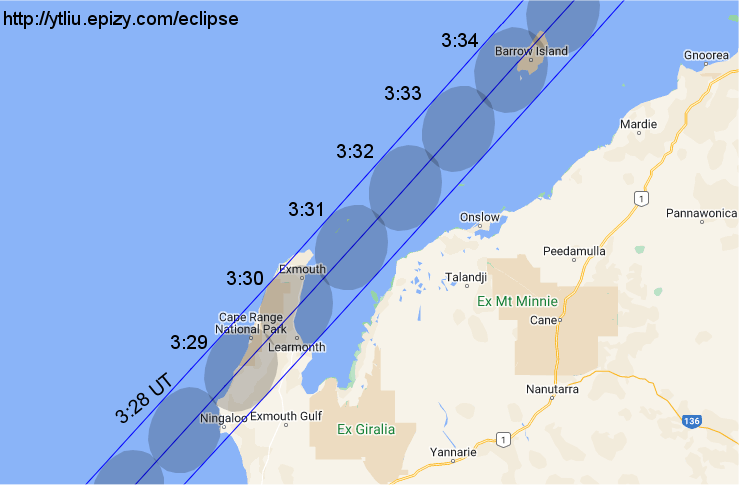 http://ytliu.epizy.com/eclipse
3:34
Barrow Island
Gnoorea
3:33
Mardie
3:32
1
Pannawonica
3:31
Onslow
Peedamulla
3:30
Exmouth
Talandji
Ex Mt Minnie
Cape Range
National Park
Cane
3:29
Learmonth
3:28 UT
Nanutarra
Ningaloo
Exmouth Gulf
136
Ex Giralia
1
Yannarie